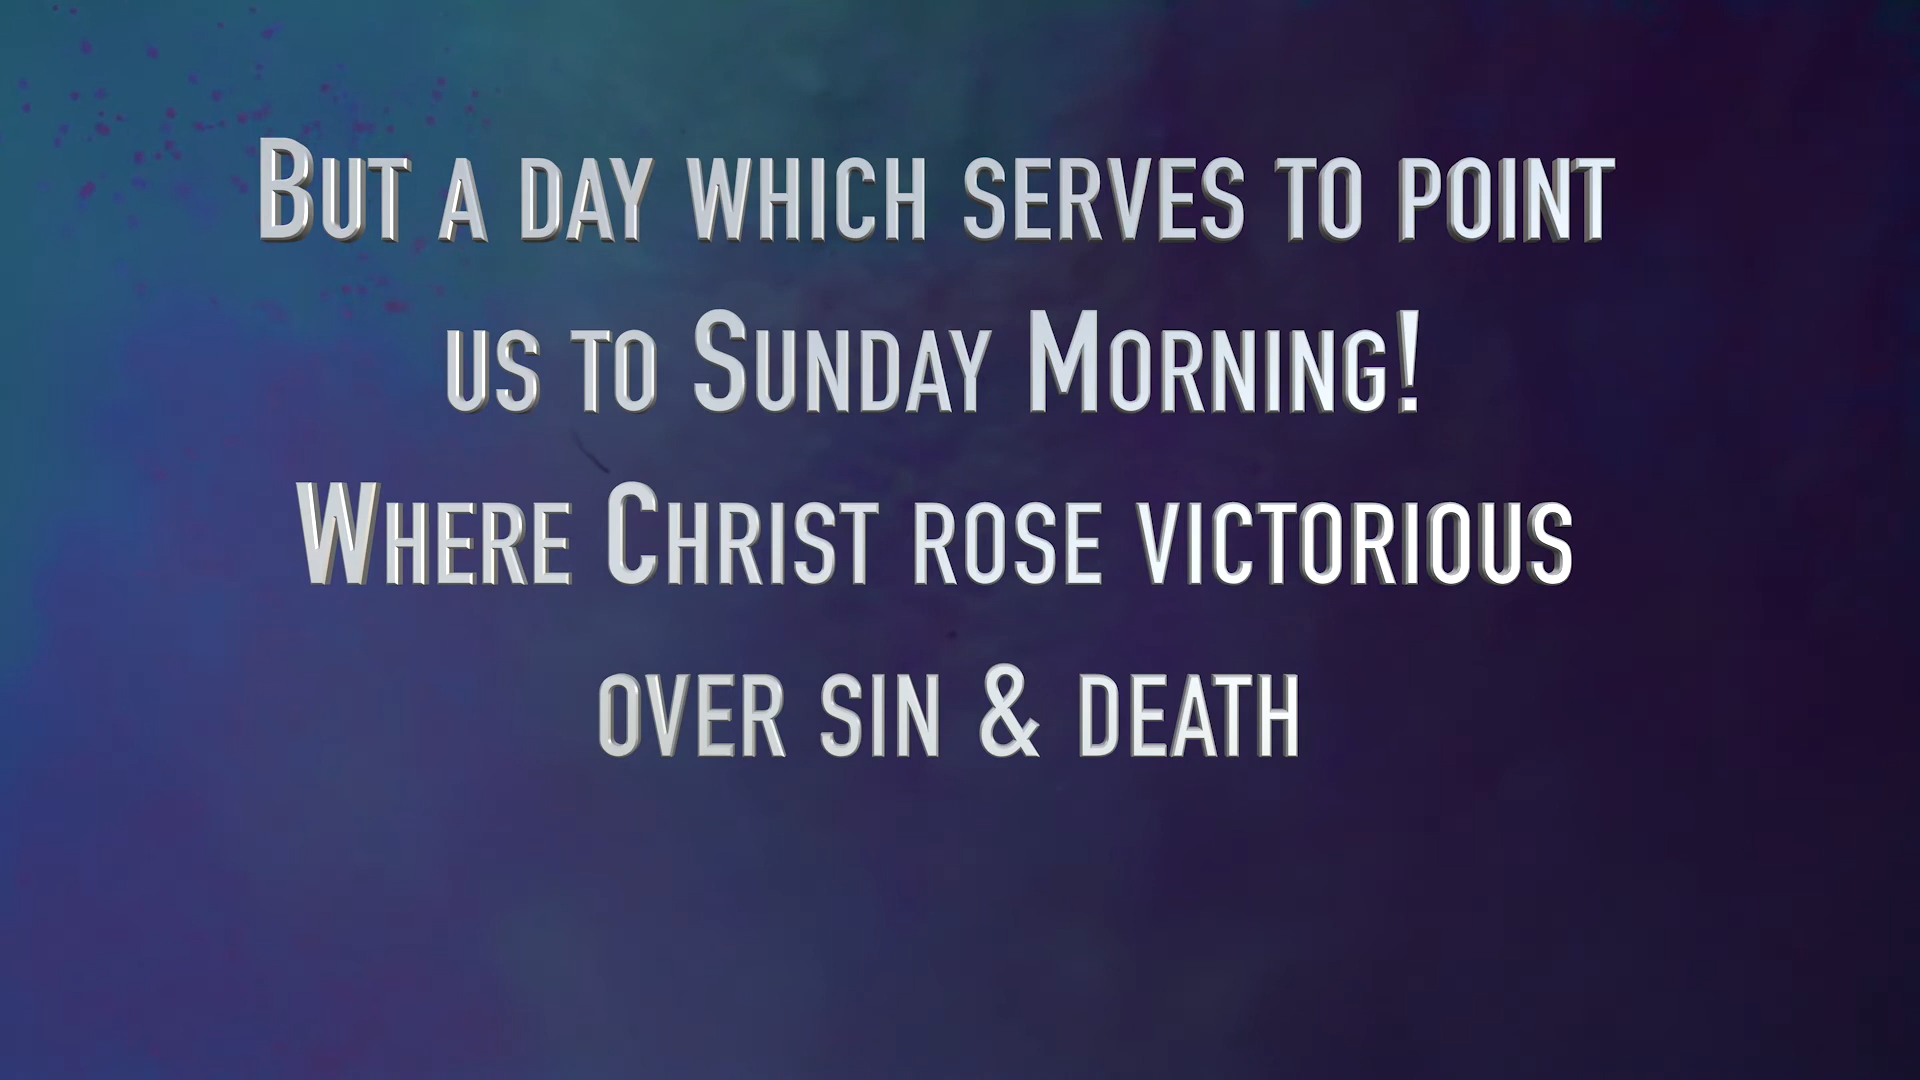 But a day which serves to point
us to Sunday Morning!
Where Christ rose victorious
over sin & death